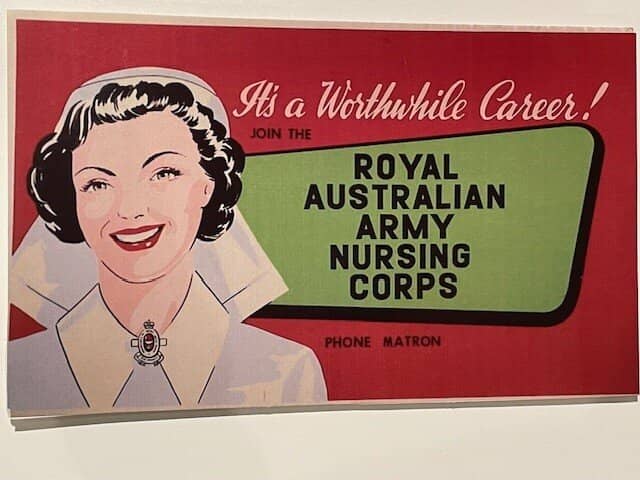 It's a Worthwhile Career!
JOIN THE
ROYAL
AUSTRALIAN
ARMY
NURSING
CORPS
PHONE MATRON